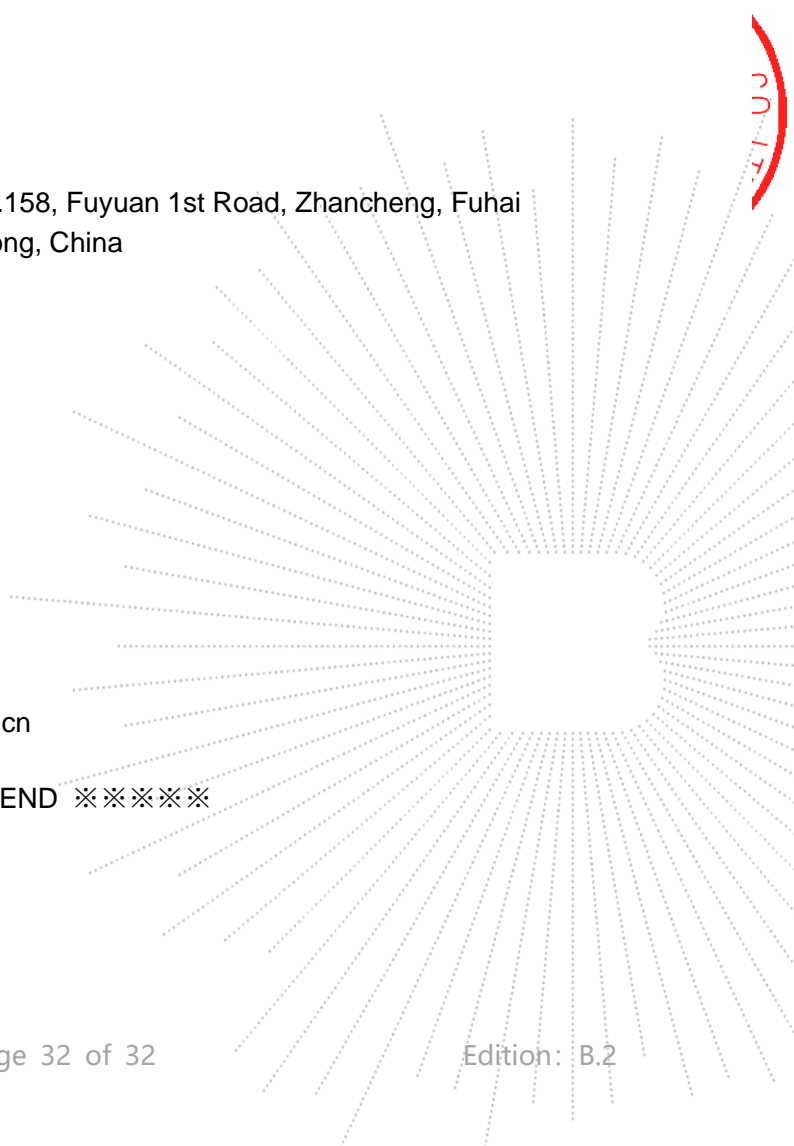 .158, Fuyuan 1st Road, Zhancheng, Fuhai
ong, China
cn
END ※※※※※
ge 32 of 32 Edition: B.2